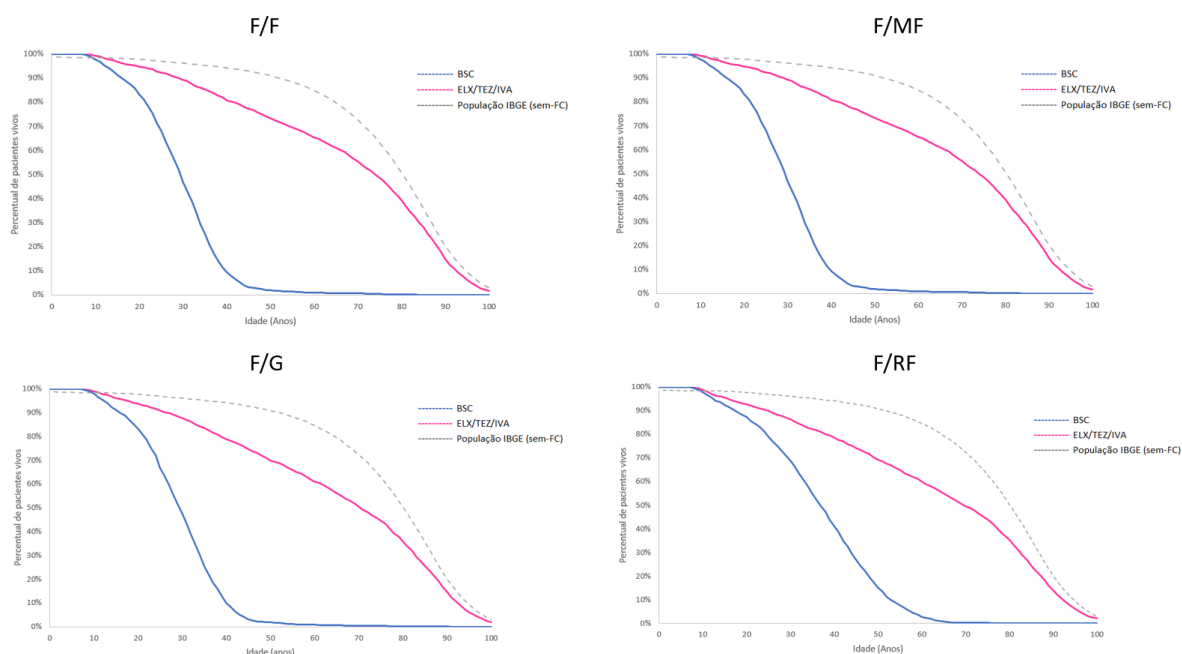 F/F
Percentual de pacientes vivos
100%
90%
80%
70%
60%
50%
40%
30%
20%
10%
0%
0 10 20 30 40 50 60 70 80 90 100
Idade (Anos)
BSC
ELX/TEZ/IVA
População IBGE (sem-FC)
F/MF
Percentual de pacientes vivos
100%
90%
80%
70%
60%
50%
40%
30%
20%
10%
0%
0 10 20 30 40 50 60 70 80 90 100
Idade (Anos)
BSC
ELX/TEZ/IVA
População IBGE (sem-FC)
F/G
Percentual de pacientes vivos
100%
90%
80%
70%
60%
50%
40%
30%
20%
10%
0%
0 10 20 30 40 50 60 70 80 90 100
Idade (Anos)
BSC
ELX/TEZ/IVA
População IBGE (sem-FC)
F/RF
Percentual de pacientes vivos
100%
90%
80%
70%
60%
50%
40%
30%
20%
10%
0%
0 10 20 30 40 50 60 70 80 90 100
Idade (Anos)
BSC
ELX/TEZ/IVA
População IBGE (sem-FC)